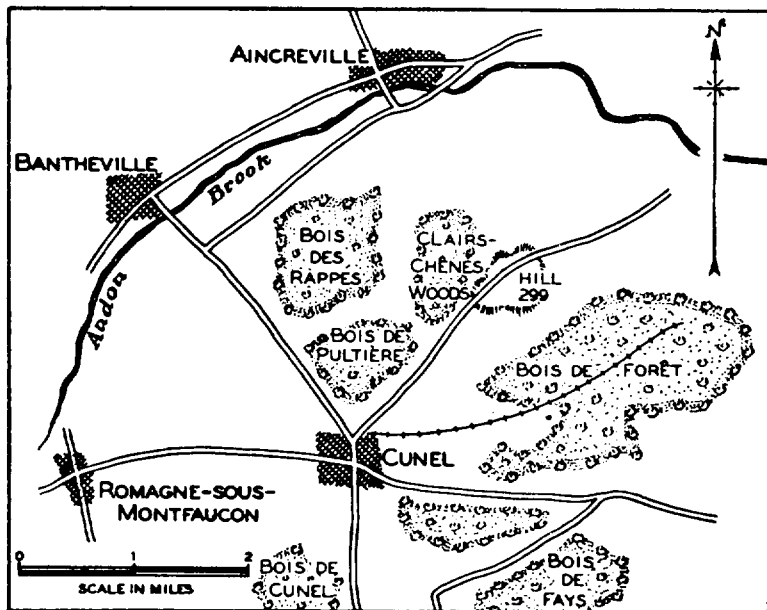 AINCREVILLE
N
BANTHEVILLE
Andon Brook
BOIS
DES
RAPPES
CLAIRS-
CHÊNES
WOODS
HILL
299
BOIS DE
PULTIÈRE
BOIS DE FORÊT
CUNEL
ROMAGNE-SOUS-
MONTFAUCON
0 1 2
SCALE IN MILES
BOIS DE
CUNEL
BOIS
DE
FAYS